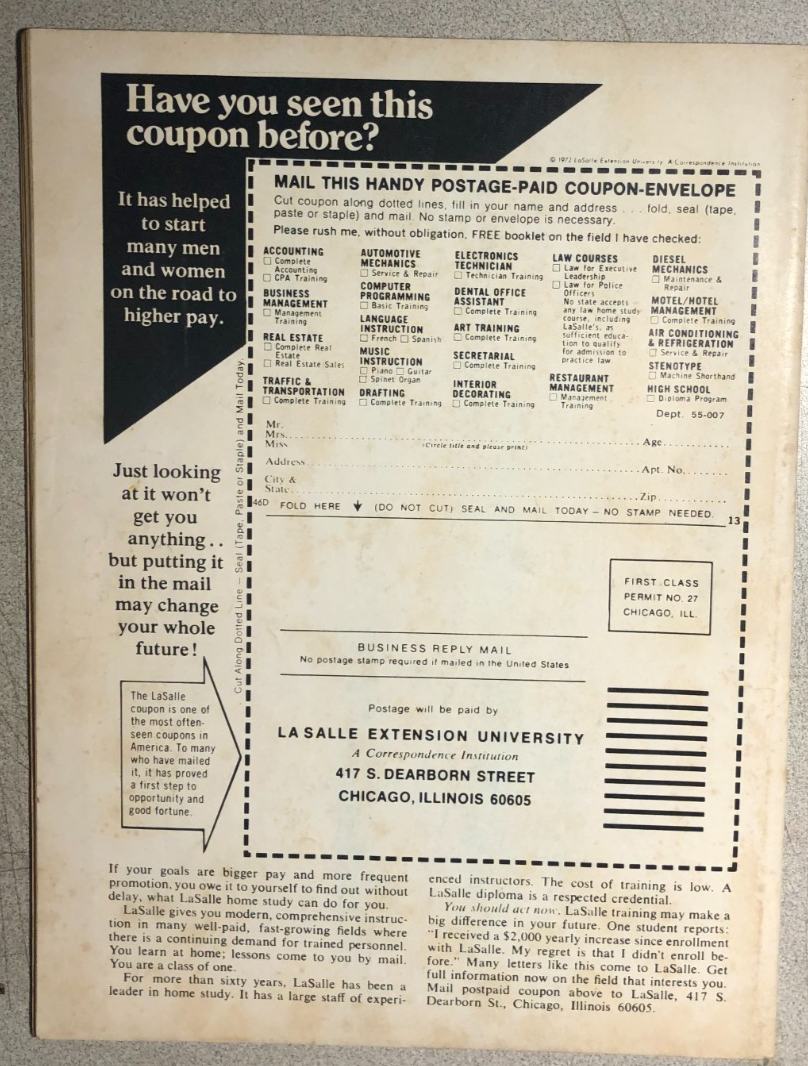 Have you seen this
coupon before?
© 1972 LaSalle Extension University. A Correspondence Institution
It has helped
to start
many men
and women
on the road to
higher pay.
Just looking
at it won't
get you
anything . .
but putting it
in the mail
may change
your whole
future!
The LaSalle
coupon is one of
the most often-
seen coupons in
America. To many
who have mailed
it, it has proved
a first step to
opportunity and
good fortune.
Cut Along Dotted Line — Seal (Tape, Paste or Staple) and Mail Today.
MAIL THIS HANDY POSTAGE-PAID COUPON-ENVELOPE
Cut coupon along dotted lines, fill in your name and address . . . fold, seal (tape,
paste or staple) and mail. No stamp or envelope is necessary.
Please rush me, without obligation, FREE booklet on the field I have checked:
ACCOUNTING
☐ Complete
Accounting
☐ CPA Training
BUSINESS
MANAGEMENT
☐ Management
Training
REAL ESTATE
☐ Complete Real
Estate
☐ Real Estate Sales
TRAFFIC &
TRANSPORTATION
☐ Complete Training
AUTOMOTIVE
MECHANICS
☐ Service & Repair
COMPUTER
PROGRAMMING
☐ Basic Training
LANGUAGE
INSTRUCTION
☐ French ☐ Spanish
MUSIC
INSTRUCTION
☐ Piano ☐ Guitar
☐ Spinet Organ
DRAFTING
☐ Complete Training
ELECTRONICS
TECHNICIAN
☐ Technician Training
DENTAL OFFICE
ASSISTANT
☐ Complete Training
ART TRAINING
☐ Complete Training
SECRETARIAL
☐ Complete Training
INTERIOR
DECORATING
☐ Complete Training
LAW COURSES
☐ Law for Executive
Leadership
☐ Law for Police
Officers
No state accepts
any law home study
course, including
LaSalle's, as
sufficient educa-
tion to qualify
for admission to
practice law.
RESTAURANT
MANAGEMENT
☐ Management
Training
DIESEL
MECHANICS
☐ Maintenance &
Repair
MOTEL/HOTEL
MANAGEMENT
☐ Complete Training
AIR CONDITIONING
& REFRIGERATION
☐ Service & Repair
STENOTYPE
☐ Machine Shorthand
HIGH SCHOOL
☐ Diploma Program
Dept. 55-007
Mr.
Mrs. Age
Miss (Circle title and please print)
Address Apt. No.
City &
State Zip
46D FOLD HERE ↓ (DO NOT CUT) SEAL AND MAIL TODAY — NO STAMP NEEDED. 13
FIRST CLASS
PERMIT NO. 27
CHICAGO, ILL.
BUSINESS REPLY MAIL
No postage stamp required if mailed in the United States
Postage will be paid by
LA SALLE EXTENSION UNIVERSITY
A Correspondence Institution
417 S. DEARBORN STREET
CHICAGO, ILLINOIS 60605
If your goals are bigger pay and more frequent
promotion, you owe it to yourself to find out without
delay, what LaSalle home study can do for you.
LaSalle gives you modern, comprehensive instruc-
tion in many well-paid, fast-growing fields where
there is a continuing demand for trained personnel.
You learn at home; lessons come to you by mail.
You are a class of one.
For more than sixty years, LaSalle has been a
leader in home study. It has a large staff of experi-
enced instructors. The cost of training is low. A
LaSalle diploma is a respected credential.
You should act now. LaSalle training may make a
big difference in your future. One student reports:
"I received a $2,000 yearly increase since enrollment
with LaSalle. My regret is that I didn't enroll be-
fore." Many letters like this come to LaSalle. Get
full information now on the field that interests you.
Mail postpaid coupon above to LaSalle, 417 S.
Dearborn St., Chicago, Illinois 60605.